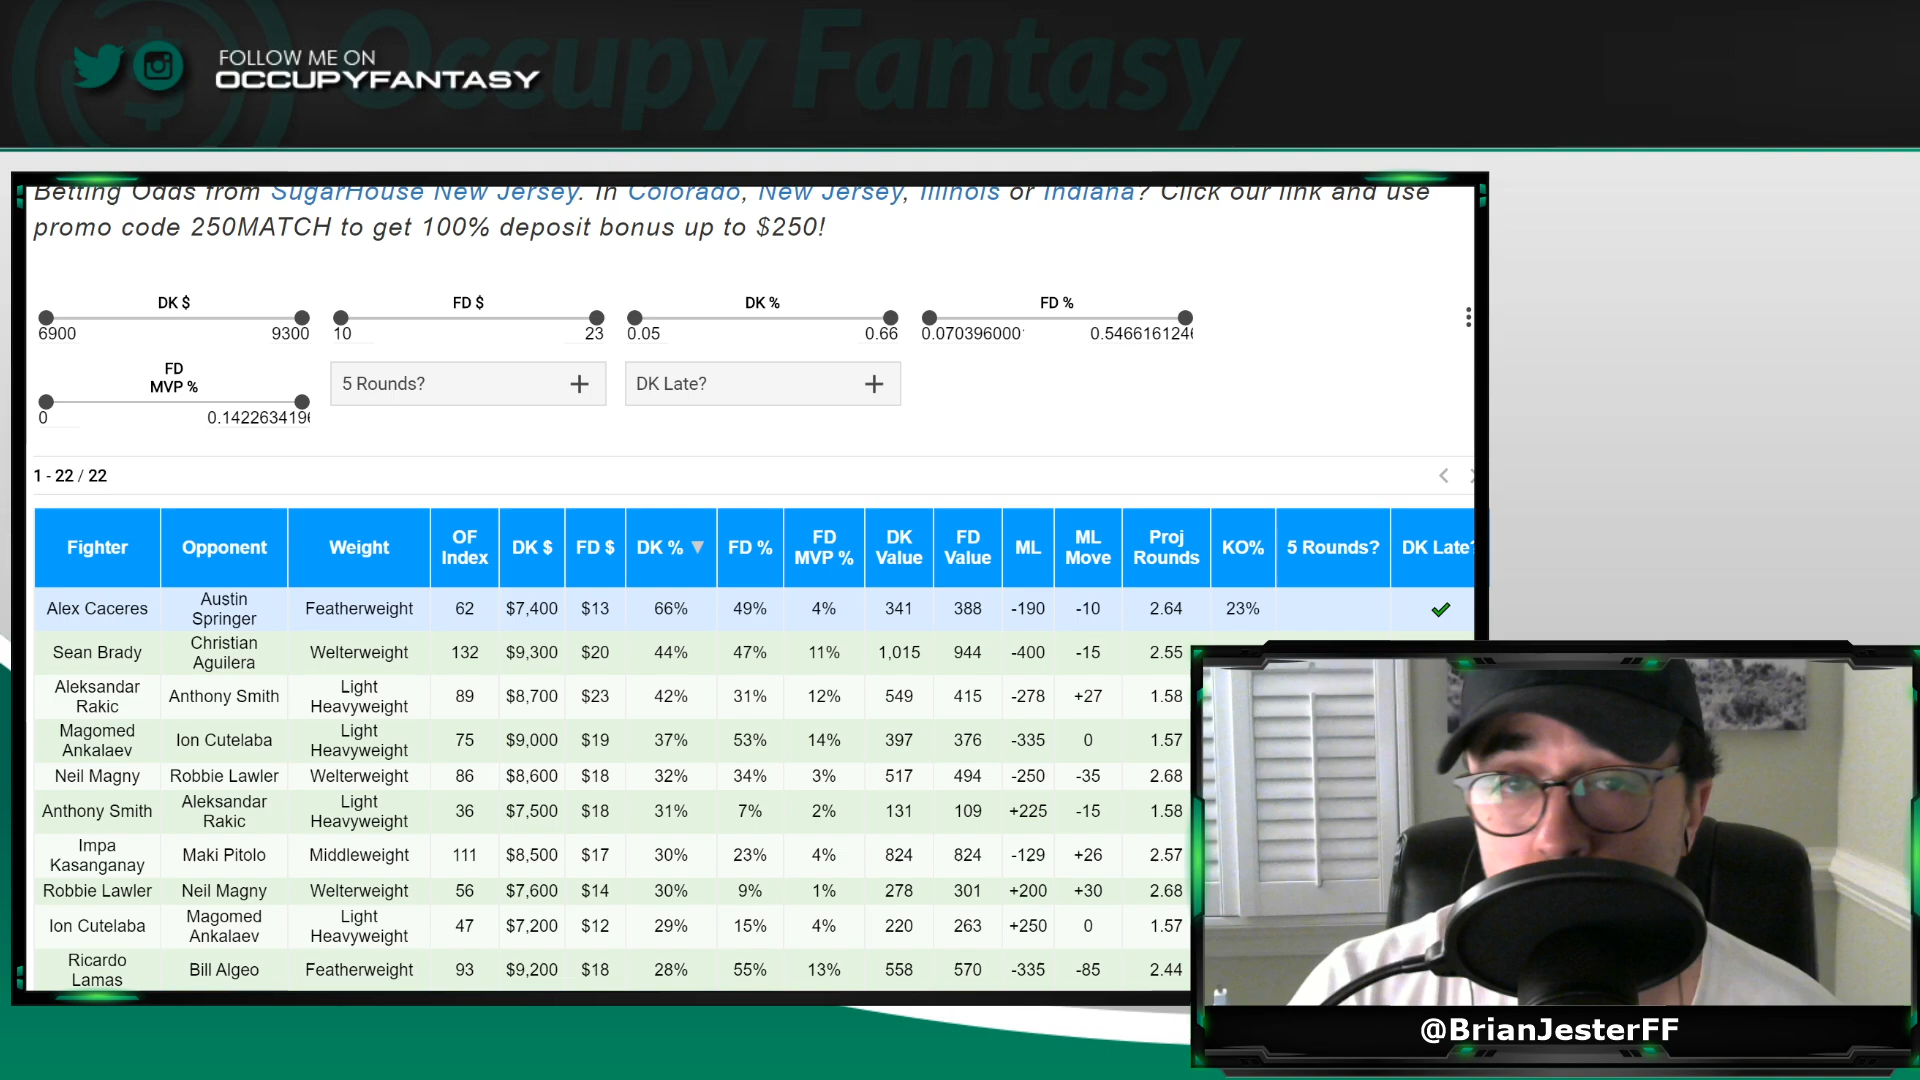 Occupy Fantasy
FOLLOW ME ON
OCCUPYFANTASY
Betting Odds from SugarHouse New Jersey. In Colorado, New Jersey, Illinois or Indiana? Click our link and use
promo code 250MATCH to get 100% deposit bonus up to $250!
DK $ FD $ DK % FD %
6900 9300 10 23 0.05 0.66 0.070396000 0.546616124
FD
MVP %
5 Rounds? + DK Late? +
0 0.142263419
1 - 22 / 22
Fighter Opponent Weight OF Index DK $ FD $ DK % FD % FD MVP % DK Value FD Value ML ML Move Proj Rounds KO% 5 Rounds? DK Late?
Alex Caceres Austin Springer Featherweight 62 $7,400 $13 66% 49% 4% 341 388 -190 -10 2.64 23% ✔
Sean Brady Christian Aguilera Welterweight 132 $9,300 $20 44% 47% 11% 1,015 944 -400 -15 2.55
Aleksandar Rakic Anthony Smith Light Heavyweight 89 $8,700 $23 42% 31% 12% 549 415 -278 +27 1.58
Magomed Ankalaev Ion Cutelaba Light Heavyweight 75 $9,000 $19 37% 53% 14% 397 376 -335 0 1.57
Neil Magny Robbie Lawler Welterweight 86 $8,600 $18 32% 34% 3% 517 494 -250 -35 2.68
Anthony Smith Aleksandar Rakic Light Heavyweight 36 $7,500 $18 31% 7% 2% 131 109 +225 -15 1.58
Impa Kasanganay Maki Pitolo Middleweight 111 $8,500 $17 30% 23% 4% 824 824 -129 +26 2.57
Robbie Lawler Neil Magny Welterweight 56 $7,600 $14 30% 9% 1% 278 301 +200 +30 2.68
Ion Cutelaba Magomed Ankalaev Light Heavyweight 47 $7,200 $12 29% 15% 4% 220 263 +250 0 1.57
Ricardo Lamas Bill Algeo Featherweight 93 $9,200 $18 28% 55% 13% 558 570 -335 -85 2.44
@BrianJesterFF